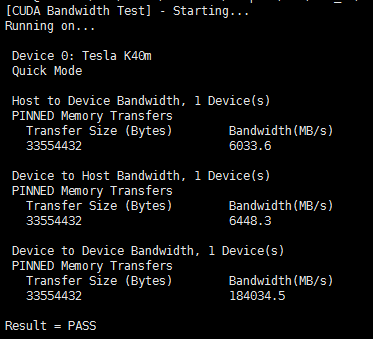 [CUDA Bandwidth Test] - Starting...
Running on...
Device 0: Tesla K40m
Quick Mode
Host to Device Bandwidth, 1 Device(s)
PINNED Memory Transfers
Transfer Size (Bytes) Bandwidth(MB/s)
33554432 6033.6
Device to Host Bandwidth, 1 Device(s)
PINNED Memory Transfers
Transfer Size (Bytes) Bandwidth(MB/s)
33554432 6448.3
Device to Device Bandwidth, 1 Device(s)
PINNED Memory Transfers
Transfer Size (Bytes) Bandwidth(MB/s)
33554432 184034.5
Result = PASS